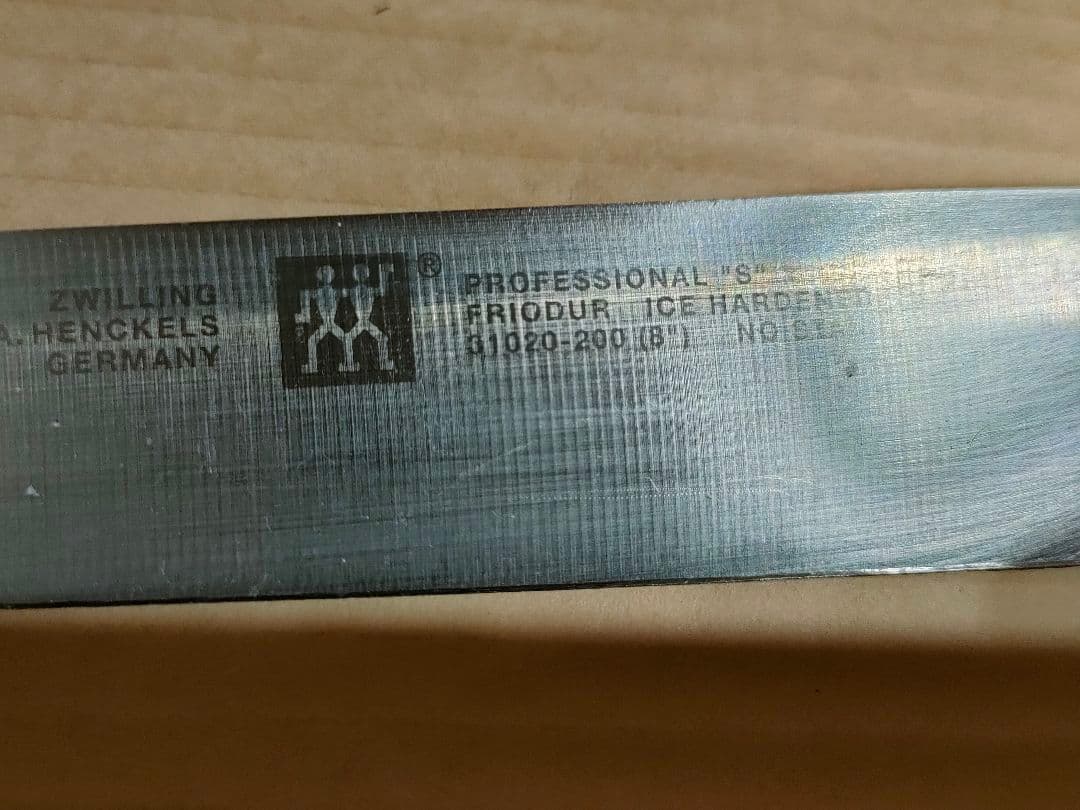 ZWILLING
A. HENCKELS
GERMANY
®
PROFESSIONAL "S"
FRIODUR ICE HARDENED
31020-200 (8")